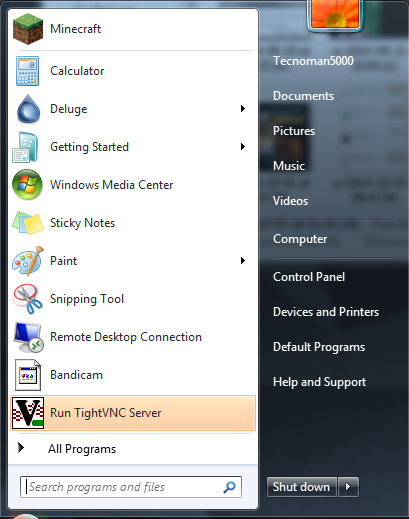 Minecraft
Calculator
Deluge
Getting Started
Windows Media Center
Sticky Notes
Paint
Snipping Tool
Remote Desktop Connection
Bandicam
Run TightVNC Server
All Programs
Search programs and files
Tecnoman5000
Documents
Pictures
Music
Videos
Computer
Control Panel
Devices and Printers
Default Programs
Help and Support
Shut down